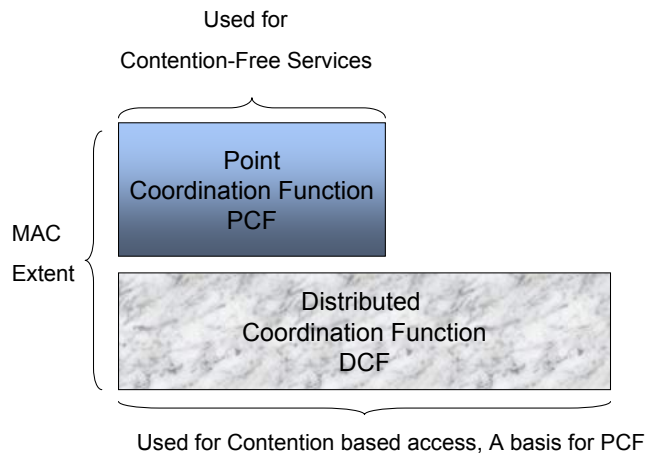 Used for
Contention-Free Services
Point
Coordination Function
PCF
MAC
Extent
Distributed
Coordination Function
DCF
Used for Contention based access, A basis for PCF